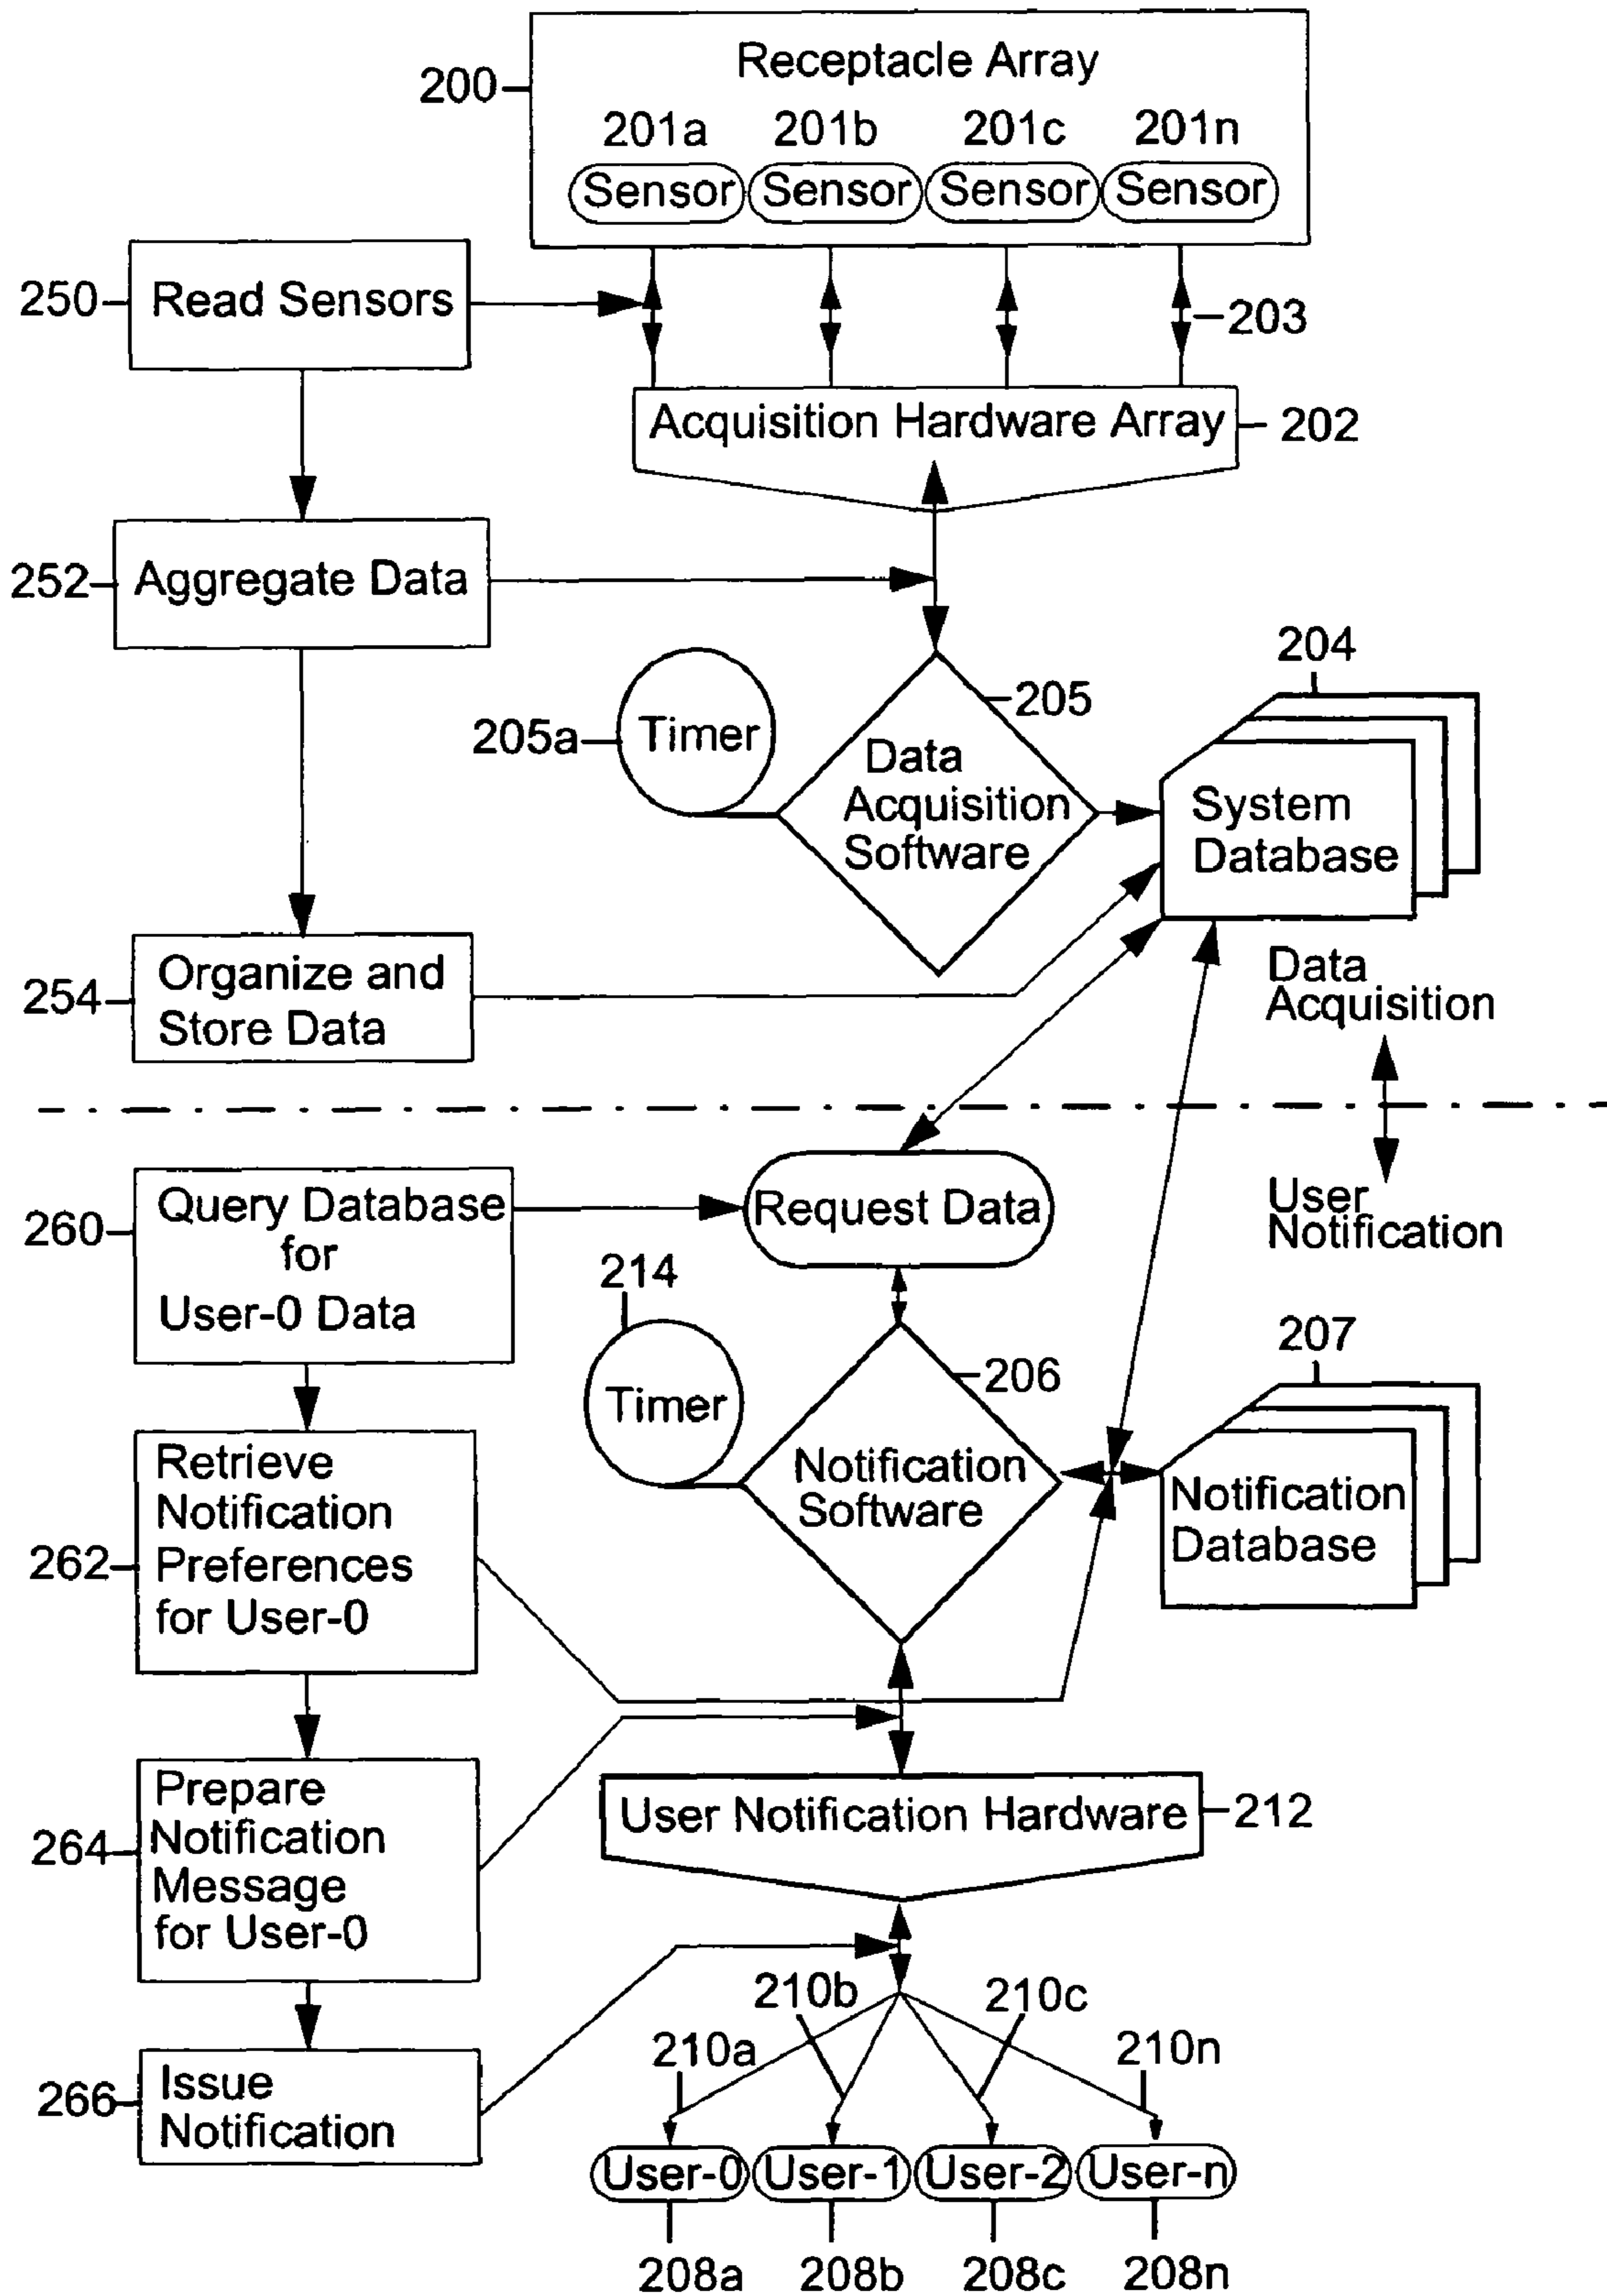 Receptacle Array
200
201a 201b 201c 201n
Sensor Sensor Sensor Sensor
250 Read Sensors
203
Acquisition Hardware Array 202
252 Aggregate Data
204
205
205a Timer
Data
Acquisition
Software
System
Database
254 Organize and
Store Data
Data
Acquisition
User
Notification
260 Query Database
for
User-0 Data
Request Data
214
Timer
206
207
Notification
Software
Notification
Database
262 Retrieve
Notification
Preferences
for User-0
264 Prepare
Notification
Message
for User-0
User Notification Hardware 212
210b 210c
210a 210n
266 Issue
Notification
User-0 User-1 User-2 User-n
208a 208b 208c 208n